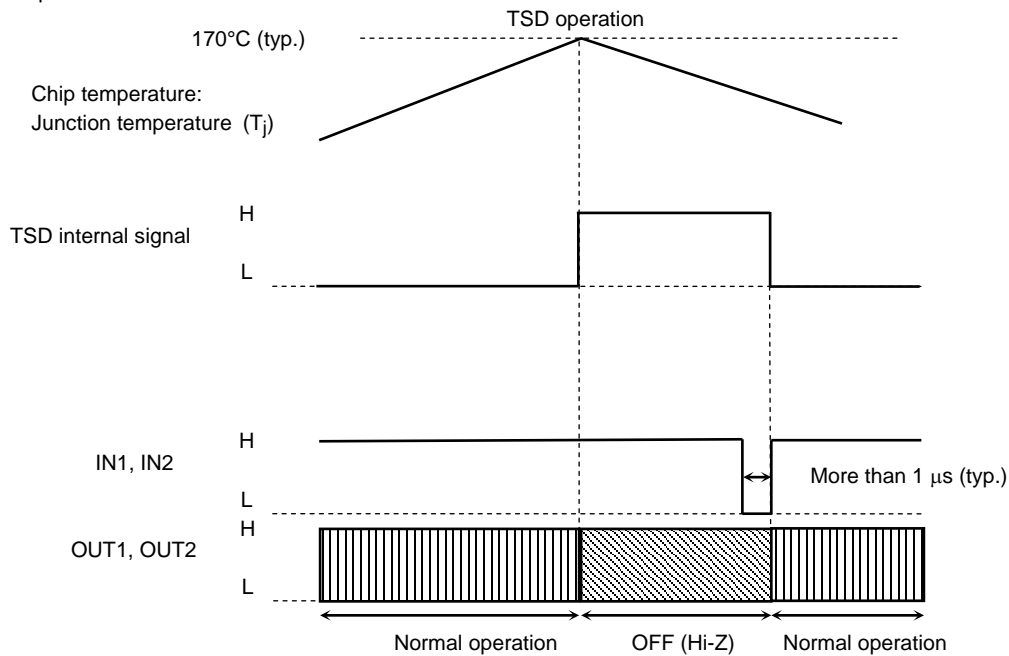 TSD operation
170°C (typ.)
Chip temperature:
Junction temperature (Tj)
H
TSD internal signal
L
H
IN1, IN2
More than 1 μs (typ.)
L
H
OUT1, OUT2
L
Normal operation
OFF (Hi-Z)
Normal operation